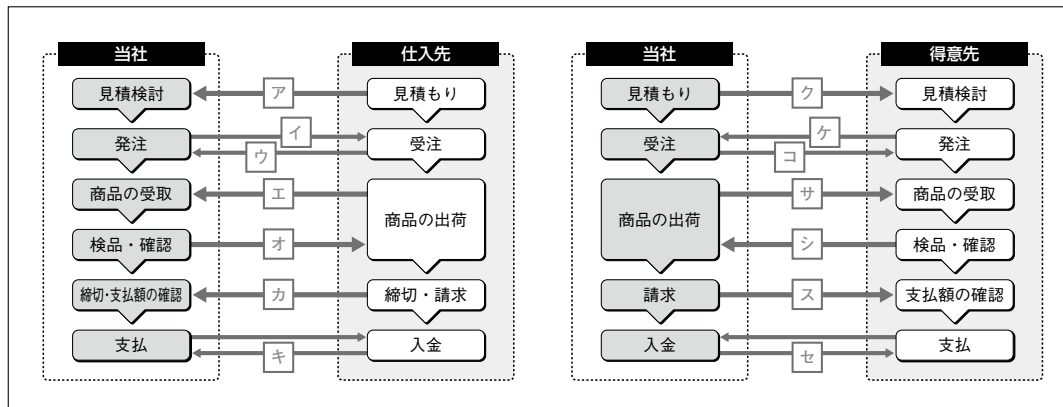 当社
仕入先
見積検討
ア
見積もり
発注
イ
ウ
受注
商品の受取
エ
商品の出荷
検品・確認
オ
締切・支払額の確認
カ
締切・請求
支払
キ
入金
当社
得意先
見積もり
ク
見積検討
受注
ケ
コ
発注
商品の出荷
サ
商品の受取
シ
検品・確認
請求
ス
支払額の確認
入金
セ
支払